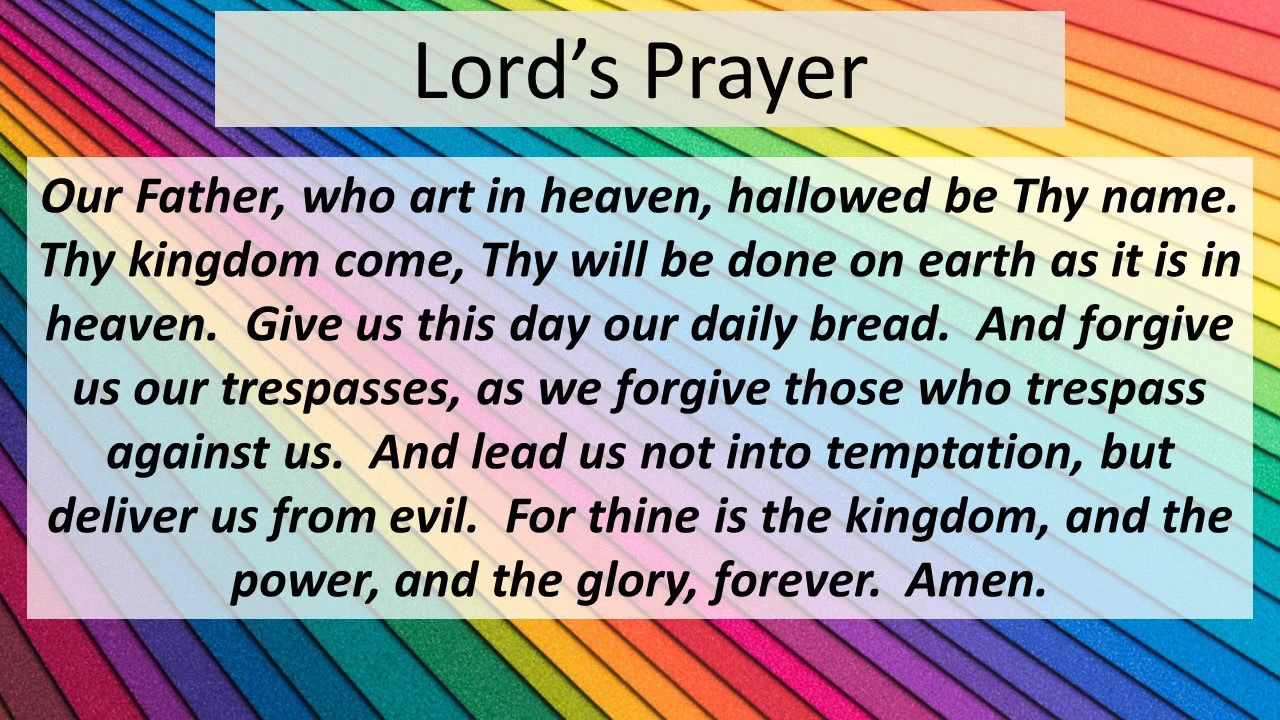 Lord’s Prayer
Our Father, who art in heaven, hallowed be Thy name.
Thy kingdom come, Thy will be done on earth as it is in
heaven.  Give us this day our daily bread.  And forgive
us our trespasses, as we forgive those who trespass
against us.  And lead us not into temptation, but
deliver us from evil.  For thine is the kingdom, and the
power, and the glory, forever.  Amen.